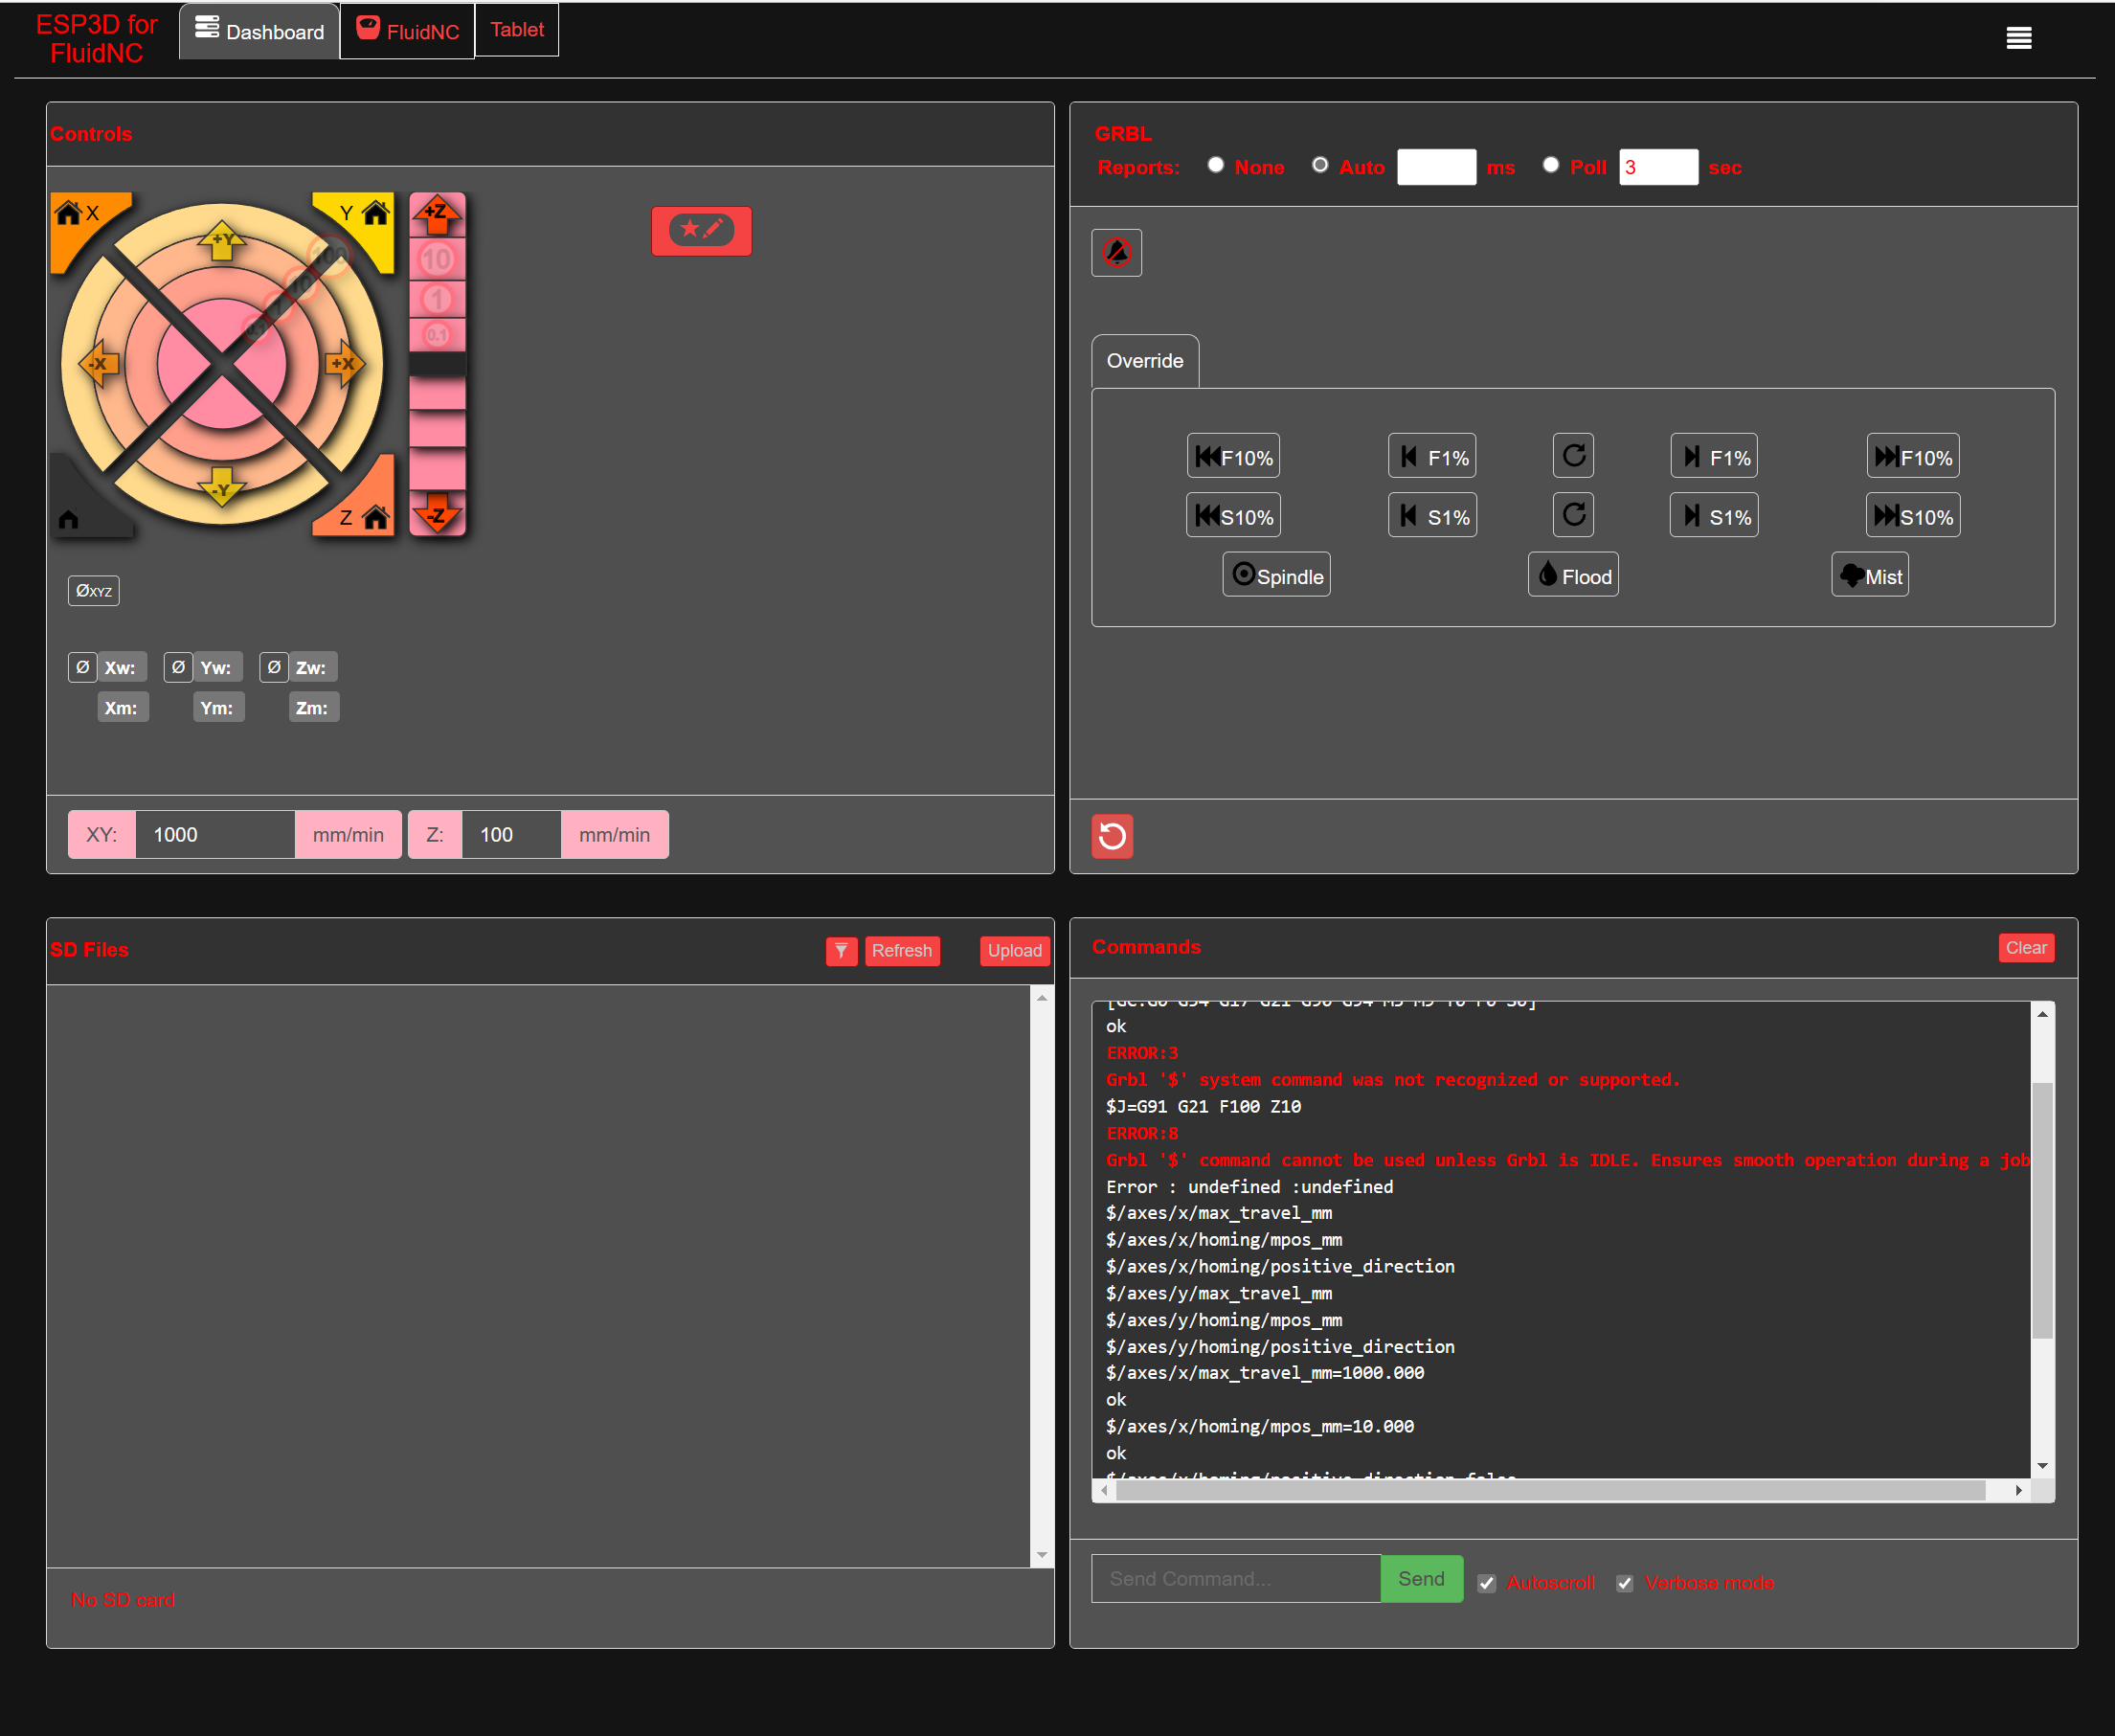 ESP3D for
FluidNC
Dashboard
FluidNC
Tablet
Controls
X
Y
+Y
-X
+X
-Y
Z
100
10
1
0.1
+Z
10
1
0.1
-Z
ØXYZ
Ø Xw: Ø Yw: Ø Zw:
Xm: Ym: Zm:
XY: 1000 mm/min Z: 100 mm/min
GRBL
Reports: None Auto ms Poll 3 sec
Override
F10% F1% F1% F10%
S10% S1% S1% S10%
Spindle Flood Mist
SD Files
Refresh Upload
No SD card
Commands
Clear
ok
ERROR:3
Grbl '$' system command was not recognized or supported.
$J=G91 G21 F100 Z10
ERROR:8
Grbl '$' command cannot be used unless Grbl is IDLE. Ensures smooth operation during a job
Error : undefined :undefined
$/axes/x/max_travel_mm
$/axes/x/homing/mpos_mm
$/axes/x/homing/positive_direction
$/axes/y/max_travel_mm
$/axes/y/homing/mpos_mm
$/axes/y/homing/positive_direction
$/axes/x/max_travel_mm=1000.000
ok
$/axes/x/homing/mpos_mm=10.000
ok
Send Command... Send Autoscroll Verbose mode